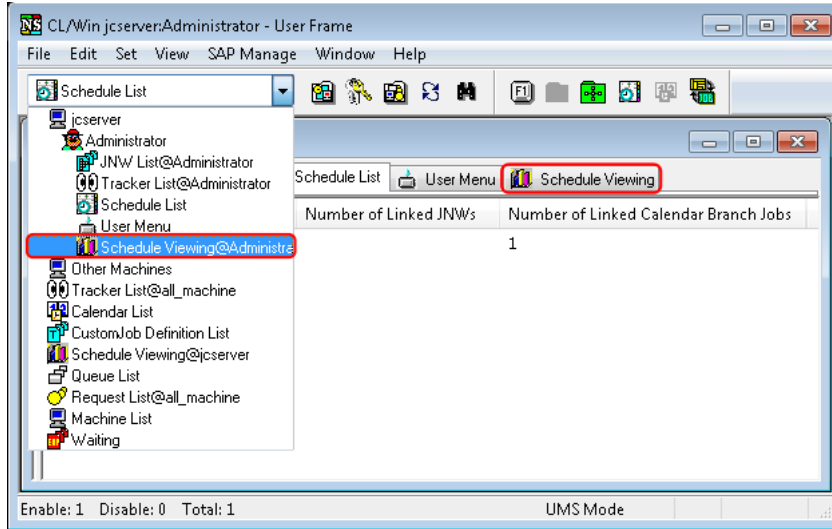 CL/Win jcserver:Administrator - User Frame
File Edit Set View SAP Manage Window Help
Schedule List
F1
jcserver
Administrator
JNW List@Administrator
Tracker List@Administrator
Schedule List
User Menu
Schedule Viewing@Administra
Other Machines
Tracker List@all_machine
Calendar List
CustomJob Definition List
Schedule Viewing@jcserver
Queue List
Request List@all_machine
Machine List
Waiting
Schedule List User Menu Schedule Viewing
Number of Linked JNWs Number of Linked Calendar Branch Jobs
1
Enable: 1 Disable: 0 Total: 1 UMS Mode